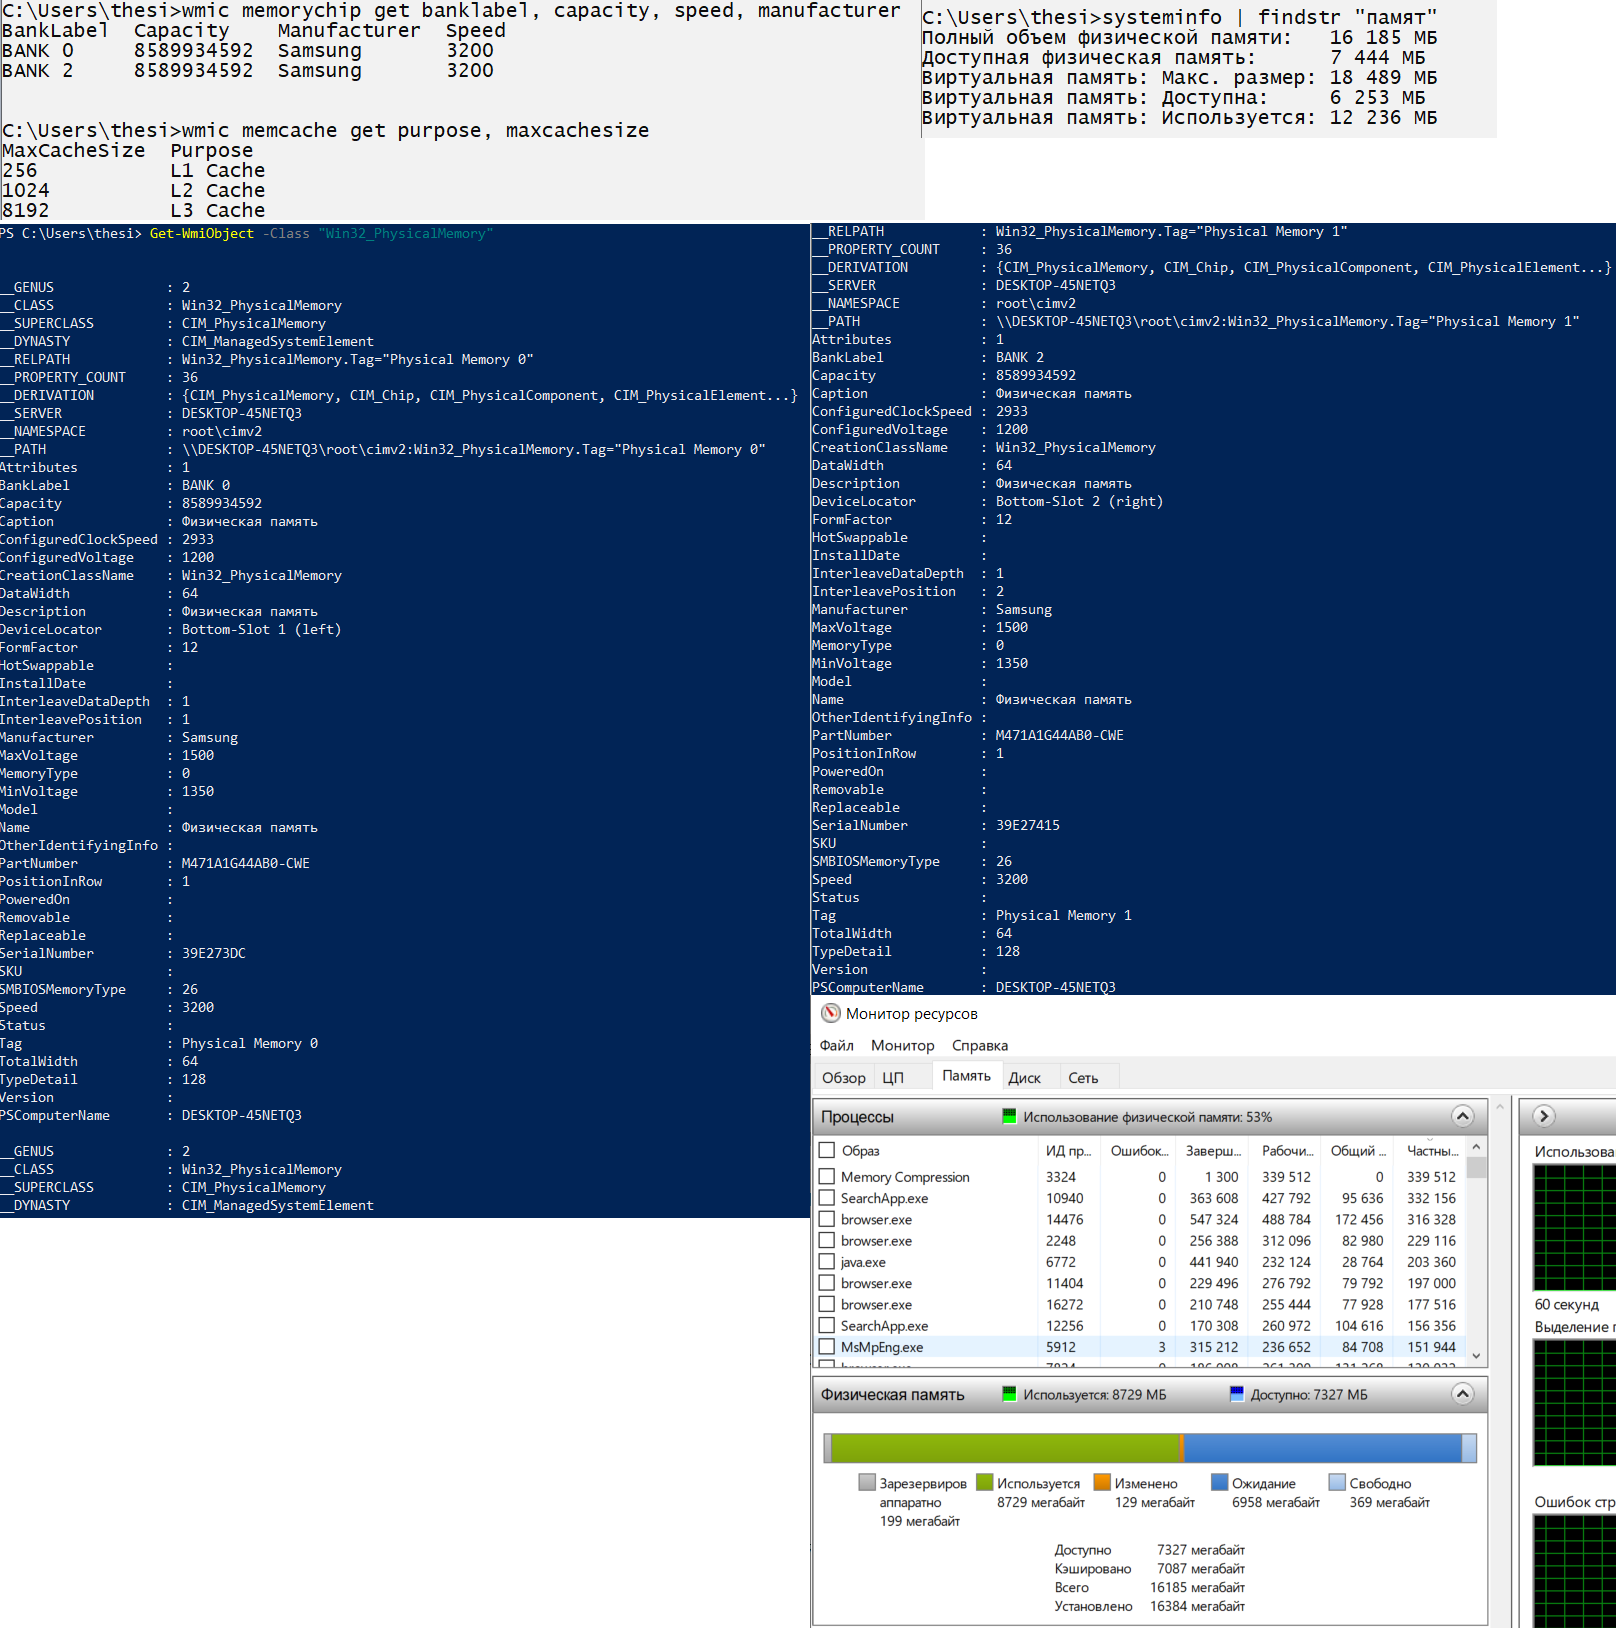 C:\Users\thesi>wmic memorychip get banklabel, capacity, speed, manufacturer
BankLabel  Capacity    Manufacturer  Speed
BANK 0     8589934592  Samsung       3200
BANK 2     8589934592  Samsung       3200
C:\Users\thesi>wmic memcache get purpose, maxcachesize
MaxCacheSize  Purpose
256           L1 Cache
1024          L2 Cache
8192          L3 Cache
C:\Users\thesi>systeminfo | findstr "памят"
Полный объем физической памяти:   16 185 МБ
Доступная физическая память:      7 444 МБ
Виртуальная память: Макс. размер: 18 489 МБ
Виртуальная память: Доступна:     6 253 МБ
Виртуальная память: Используется: 12 236 МБ
PS C:\Users\thesi> Get-WmiObject -Class "Win32_PhysicalMemory"
__GENUS              : 2
__CLASS              : Win32_PhysicalMemory
__SUPERCLASS         : CIM_PhysicalMemory
__DYNASTY            : CIM_ManagedSystemElement
__RELPATH            : Win32_PhysicalMemory.Tag="Physical Memory 0"
__PROPERTY_COUNT     : 36
__DERIVATION         : {CIM_PhysicalMemory, CIM_Chip, CIM_PhysicalComponent, CIM_PhysicalElement...}
__SERVER             : DESKTOP-45NETQ3
__NAMESPACE          : root\cimv2
__PATH               : \\DESKTOP-45NETQ3\root\cimv2:Win32_PhysicalMemory.Tag="Physical Memory 0"
Attributes           : 1
BankLabel            : BANK 0
Capacity             : 8589934592
Caption              : Физическая память
ConfiguredClockSpeed : 2933
ConfiguredVoltage    : 1200
CreationClassName    : Win32_PhysicalMemory
DataWidth            : 64
Description          : Физическая память
DeviceLocator        : Bottom-Slot 1 (left)
FormFactor           : 12
HotSwappable         :
InstallDate          :
InterleaveDataDepth  : 1
InterleavePosition   : 1
Manufacturer         : Samsung
MaxVoltage           : 1500
MemoryType           : 0
MinVoltage           : 1350
Model                :
Name                 : Физическая память
OtherIdentifyingInfo :
PartNumber           : M471A1G44AB0-CWE
PositionInRow        : 1
PoweredOn            :
Removable            :
Replaceable          :
SerialNumber         : 39E273DC
SKU                  :
SMBIOSMemoryType     : 26
Speed                : 3200
Status               :
Tag                  : Physical Memory 0
TotalWidth           : 64
TypeDetail           : 128
Version              :
PSComputerName       : DESKTOP-45NETQ3
__GENUS              : 2
__CLASS              : Win32_PhysicalMemory
__SUPERCLASS         : CIM_PhysicalMemory
__DYNASTY            : CIM_ManagedSystemElement
__RELPATH            : Win32_PhysicalMemory.Tag="Physical Memory 1"
__PROPERTY_COUNT     : 36
__DERIVATION         : {CIM_PhysicalMemory, CIM_Chip, CIM_PhysicalComponent, CIM_PhysicalElement...}
__SERVER             : DESKTOP-45NETQ3
__NAMESPACE          : root\cimv2
__PATH               : \\DESKTOP-45NETQ3\root\cimv2:Win32_PhysicalMemory.Tag="Physical Memory 1"
Attributes           : 1
BankLabel            : BANK 2
Capacity             : 8589934592
Caption              : Физическая память
ConfiguredClockSpeed : 2933
ConfiguredVoltage    : 1200
CreationClassName    : Win32_PhysicalMemory
DataWidth            : 64
Description          : Физическая память
DeviceLocator        : Bottom-Slot 2 (right)
FormFactor           : 12
HotSwappable         :
InstallDate          :
InterleaveDataDepth  : 1
InterleavePosition   : 2
Manufacturer         : Samsung
MaxVoltage           : 1500
MemoryType           : 0
MinVoltage           : 1350
Model                :
Name                 : Физическая память
OtherIdentifyingInfo :
PartNumber           : M471A1G44AB0-CWE
PositionInRow        : 1
PoweredOn            :
Removable            :
Replaceable          :
SerialNumber         : 39E27415
SKU                  :
SMBIOSMemoryType     : 26
Speed                : 3200
Status               :
Tag                  : Physical Memory 1
TotalWidth           : 64
TypeDetail           : 128
Version              :
PSComputerName       : DESKTOP-45NETQ3
Монитор ресурсов
Файл Монитор Справка
Обзор ЦП Память Диск Сеть
Процессы Использование физической памяти: 53%
Образ ИД пр... Ошибок... Заверш... Рабочи... Общий ... Частны...
Memory Compression 3324 0 1 300 339 512 0 339 512
SearchApp.exe 10940 0 363 608 427 792 95 636 332 156
browser.exe 14476 0 547 324 488 784 172 456 316 328
browser.exe 2248 0 256 388 312 096 82 980 229 116
java.exe 6772 0 441 940 232 124 28 764 203 360
browser.exe 11404 0 229 496 276 792 79 792 197 000
browser.exe 16272 0 210 748 255 444 77 928 177 516
SearchApp.exe 12256 0 170 308 260 972 104 616 156 356
MsMpEng.exe 5912 3 315 212 236 652 84 708 151 944
Физическая память Используется: 8729 МБ Доступно: 7327 МБ
Зарезервиров Используется Изменено Ожидание Свободно
аппаратно 8729 мегабайт 129 мегабайт 6958 мегабайт 369 мегабайт
199 мегабайт
Доступно 7327 мегабайт
Кэшировано 7087 мегабайт
Всего 16185 мегабайт
Установлено 16384 мегабайт
Использова
60 секунд
Выделение
Ошибок стр